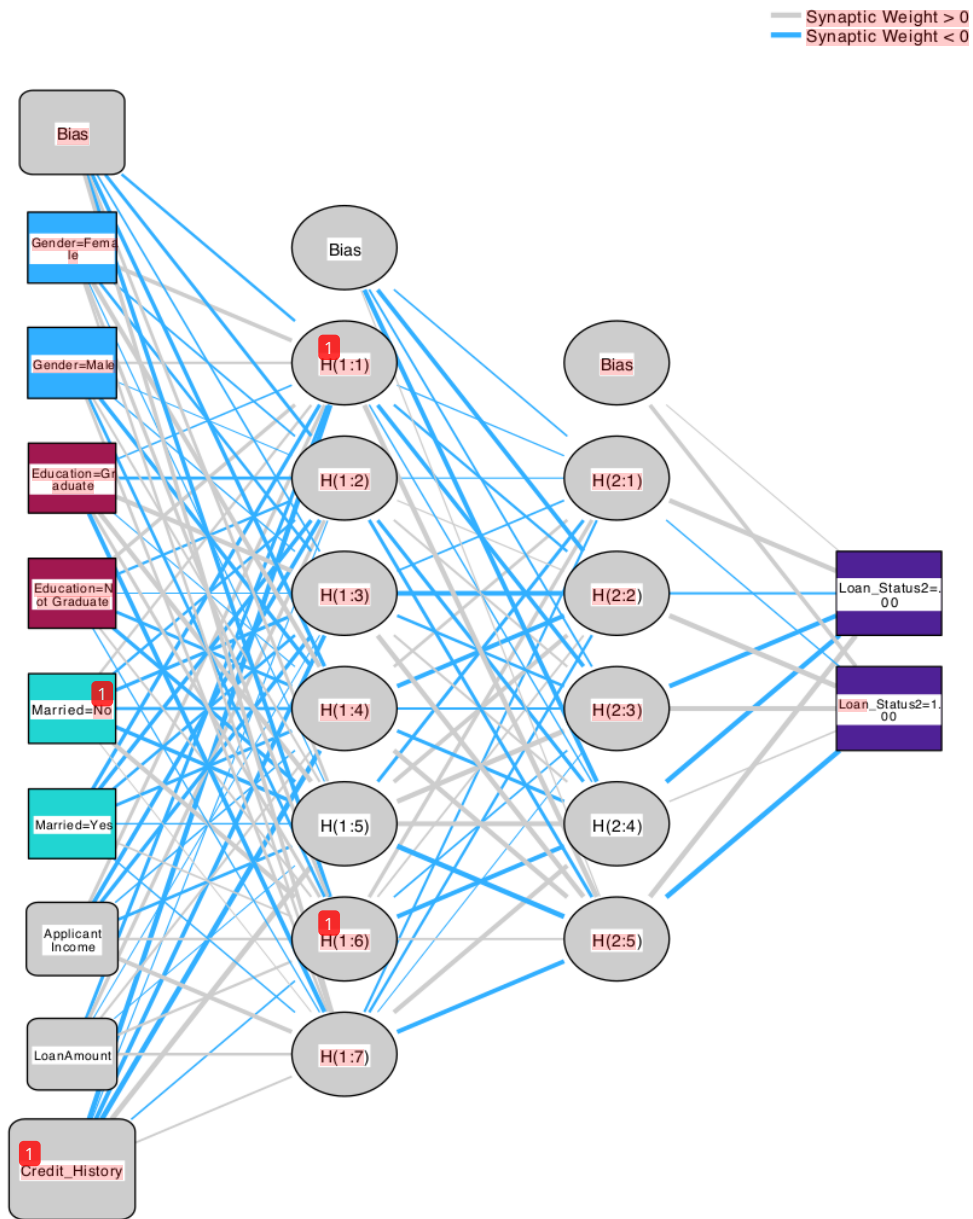 Synaptic Weight > 0
Synaptic Weight < 0
Bias
Gender=Fema
le
Gender=Male
Education=Gr
aduate
Education=N
ot Graduate
1
Married=No
Married=Yes
Applicant
Income
LoanAmount
1
Credit_History
Bias
1
H(1:1)
H(1:2)
H(1:3)
H(1:4)
H(1:5)
1
H(1:6)
H(1:7)
Bias
H(2:1)
H(2:2)
H(2:3)
H(2:4)
H(2:5)
Loan_Status2=.
00
Loan_Status2=1.
00